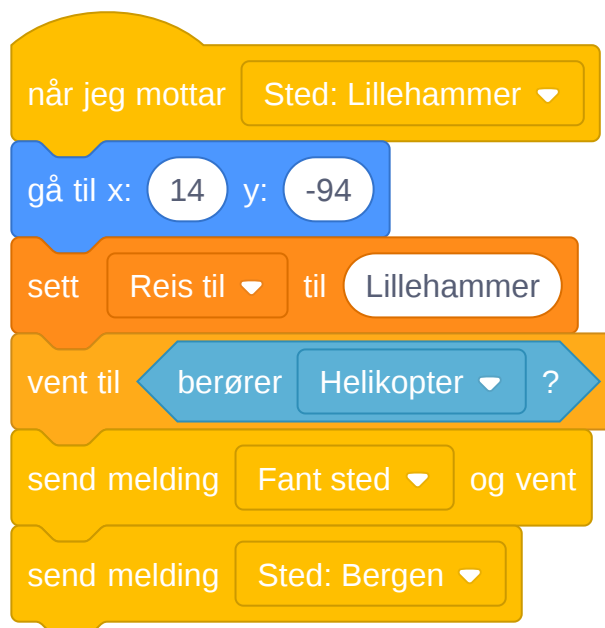 når jeg mottar Sted: Lillehammer
gå til x: 14 y: -94
sett Reis til til Lillehammer
vent til berører Helikopter ?
send melding Fant sted og vent
send melding Sted: Bergen